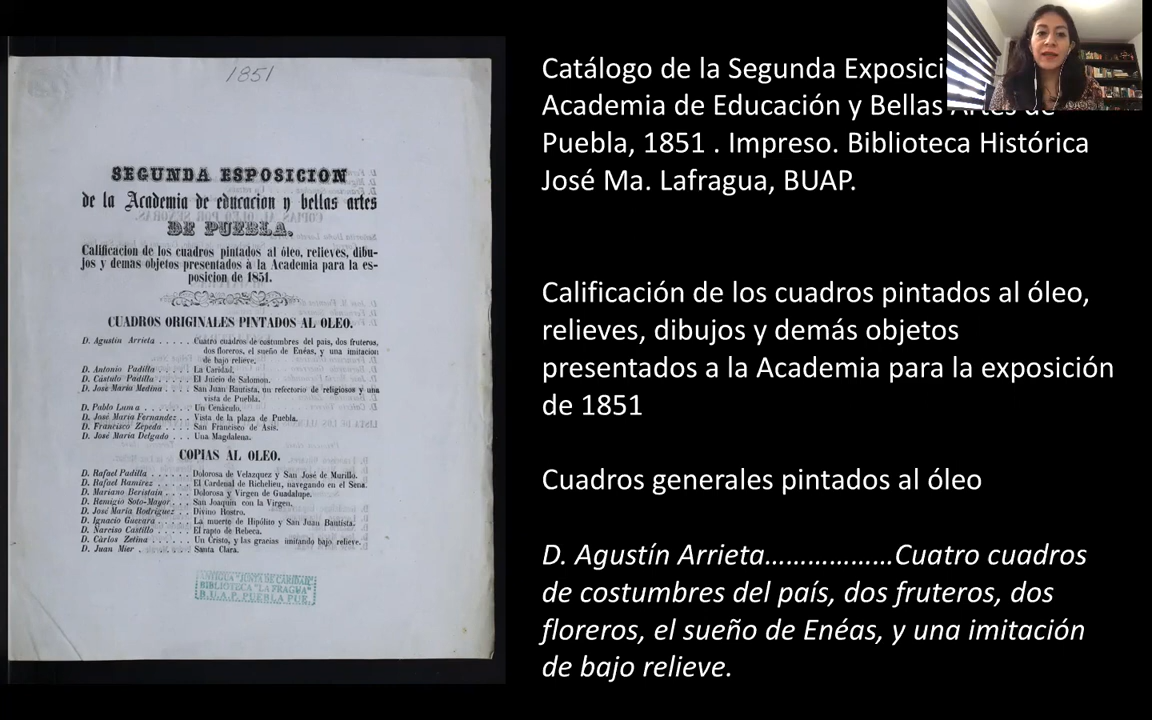 1851
SEGUNDA ESPOSICION
de la Academia de educacion y bellas artes
DE PUEBLA.
Calificacion de los cuadros pintados al óleo, relieves, dibu-
jos y demas objetos presentados à la Academia para la es-
posicion de 1851.
CUADROS ORIGINALES PINTADOS AL OLEO.
D. Agustin Arrieta . . . . . Cuatro cuadros de costumbres del pais, dos fruteros,
dos floreros, el sueño de Enéas, y una imitacion
de bajo relieve.
D. Antonio Padilla . . . . . La Caridad.
D. Cástulo Padilla . . . . . El Juicio de Salomon.
D. José Maria Medina . . . San Juan Bautista, un refectorio de religiosos y una
vista de Puebla.
D. Pablo Luna . . . . . . . Un Cenáculo.
D. José Maria Fernandez . . Vista de la plaza de Puebla.
D. Francisco Zepeda . . . . San Francisco de Asis.
D. José Maria Delgado . . . Una Magdalena.
COPIAS AL OLEO.
D. Rafael Padilla . . . . . . Dolorosa de Velazquez y San José de Murillo.
D. Rafael Ramirez . . . . . El Cardenal de Richelieu, navegando en el Sena.
D. Mariano Beristain . . . . Dolorosa y Virgen de Guadalupe.
D. Remigio Soto-Mayor . . . San Joaquin con la Virgen.
D. José Maria Rodriguez . . Divino Rostro.
D. Ignacio Guevara . . . . . La muerte de Hipólito y San Juan Bautista.
D. Narciso Castillo . . . . . El rapto de Rebeca.
D. Cárlos Zetina . . . . . . Un Cristo, y las gracias imitando bajo relieve.
D. Juan Mier . . . . . . . . Santa Clara.
ANTIGUA "JUNTA DE CARIDAD"
BIBLIOTECA "LA FRAGUA"
B.U.A.P. PUEBLA PUE.
Catálogo de la Segunda
Academia de Educación y Bellas Artes de
Puebla, 1851 . Impreso. Biblioteca Histórica
José Ma. Lafragua, BUAP.
Calificación de los cuadros pintados al óleo,
relieves, dibujos y demás objetos
presentados a la Academia para la exposición
de 1851
Cuadros generales pintados al óleo
D. Agustín Arrieta………………Cuatro cuadros
de costumbres del país, dos fruteros, dos
floreros, el sueño de Enéas, y una imitación
de bajo relieve.